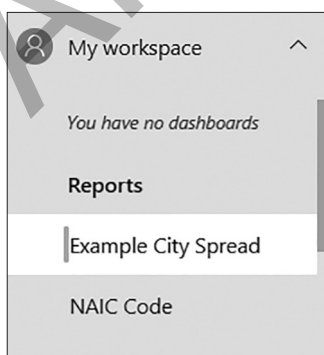 My workspace
You have no dashboards
Reports
Example City Spread
NAIC Code